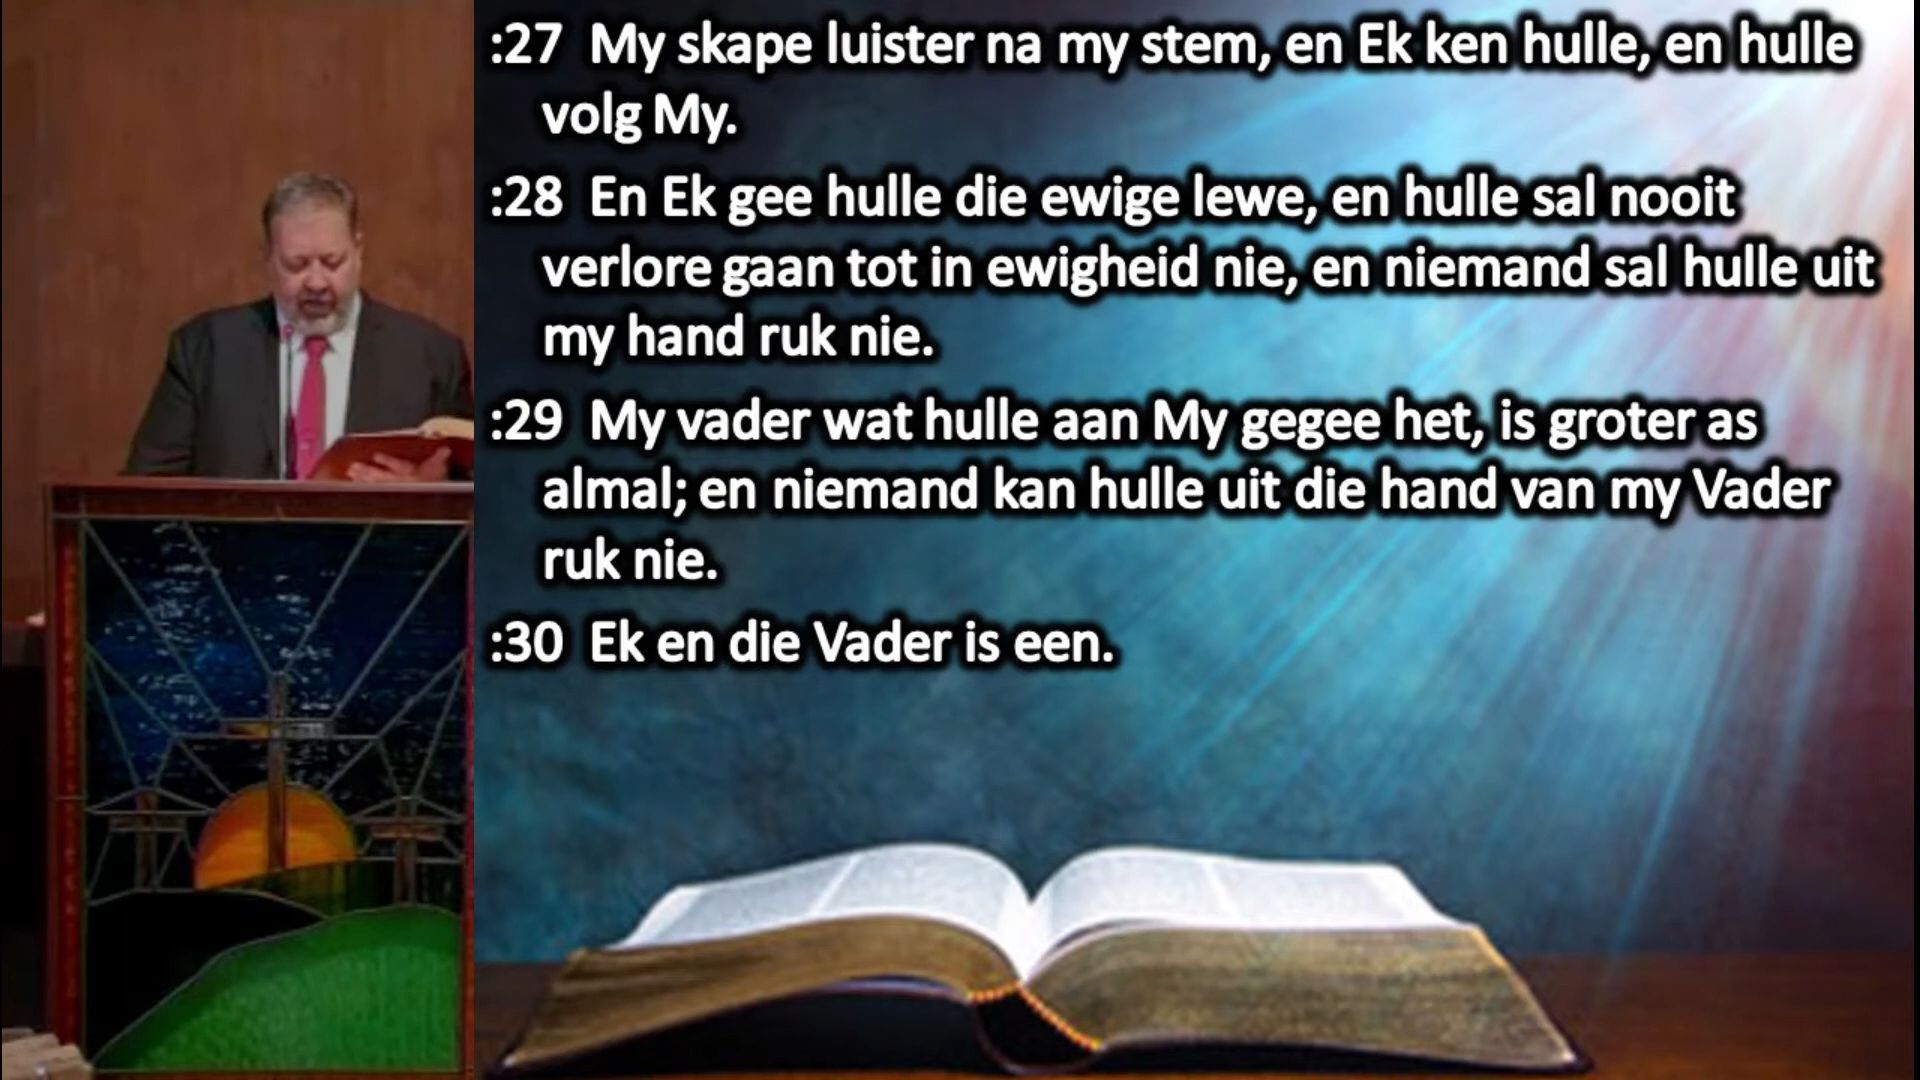 :27 My skape luister na my stem, en Ek ken hulle, en hulle
volg My.
:28 En Ek gee hulle die ewige lewe, en hulle sal nooit
verlore gaan tot in ewigheid nie, en niemand sal hulle uit
my hand ruk nie.
:29 My vader wat hulle aan My gegee het, is groter as
almal; en niemand kan hulle uit die hand van my Vader
ruk nie.
:30 Ek en die Vader is een.